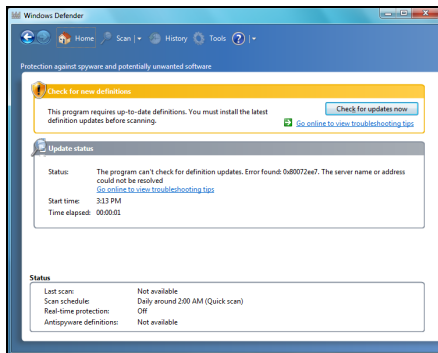 Windows Defender
Home Scan History Tools
Protection against spyware and potentially unwanted software
Check for new definitions
This program requires up-to-date definitions. You must install the latest
definition updates before scanning.
Check for updates now
Go online to view troubleshooting tips
Update status
Status: The program can't check for definition updates. Error found: 0x80072ee7. The server name or address
could not be resolved
Go online to view troubleshooting tips
Start time: 3:13 PM
Time elapsed: 00:00:01
Status
Last scan: Not available
Scan schedule: Daily around 2:00 AM (Quick scan)
Real-time protection: Off
Antispyware definitions: Not available